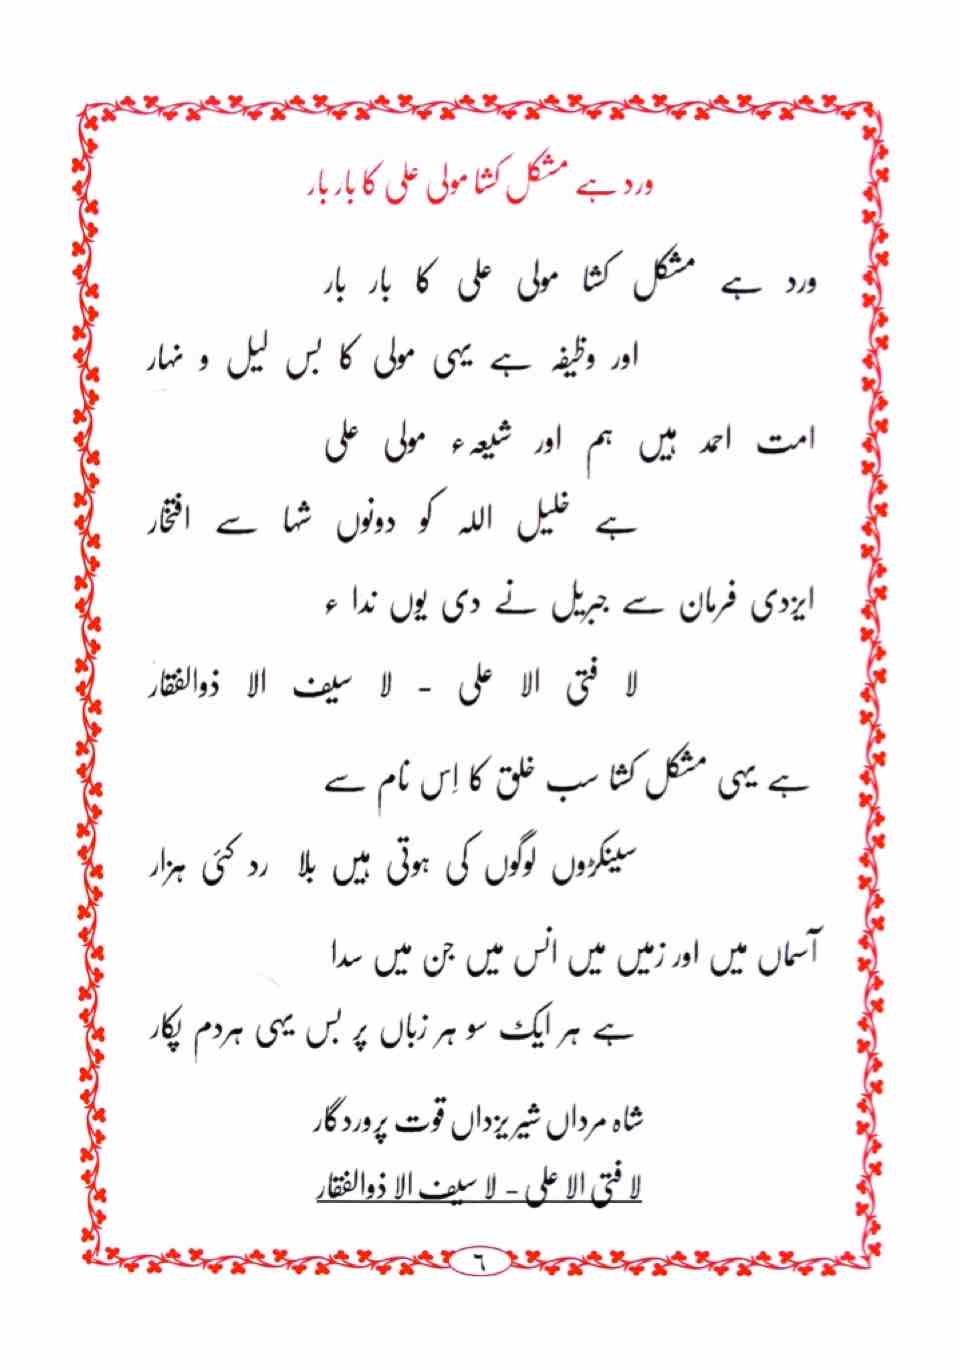 ورد ہے مشکل کشا مولی علی کا بار بار
ورد ہے مشکل کشا مولی علی کا بار بار
اور وظیفہ ہے یہی مولی کا بس لیل و نہار
امت احمد ہیں ہم اور شیعہء مولی علی
ہے خلیل اللہ کو دونوں شہا سے افتخار
ایزدی فرمان سے جبریل نے دی یوں ندا ء
لا فتی الا علی - لا سیف الا ذوالفقار
ہے یہی مشکل کشا سب خلق کا اِس نام سے
سینکڑوں لوگوں کی ہوتی ہیں بلا رد کئی ہزار
آسماں میں اور زمیں میں انس میں جن میں سدا
ہے ہر ایک سو ہر زباں پر بس یہی ہردم پکار
شاہ مرداں شیر یزداں قوت پروردگار
لا فتی الا علی - لا سیف الا ذوالفقار
٦